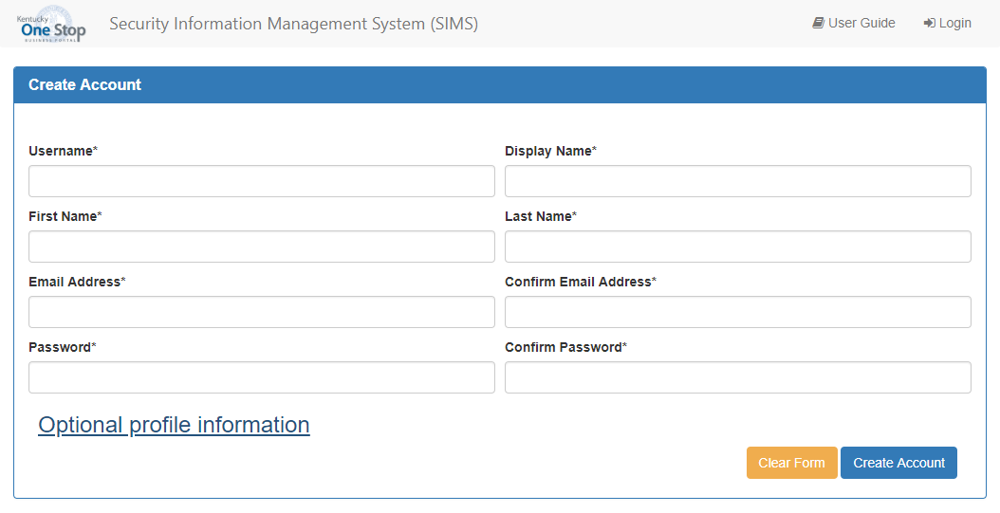 Kentucky
One Stop
BUSINESS PORTAL
Security Information Management System (SIMS)
User Guide
Login
Create Account
Username*
Display Name*
First Name*
Last Name*
Email Address*
Confirm Email Address*
Password*
Confirm Password*
Optional profile information
Clear Form
Create Account